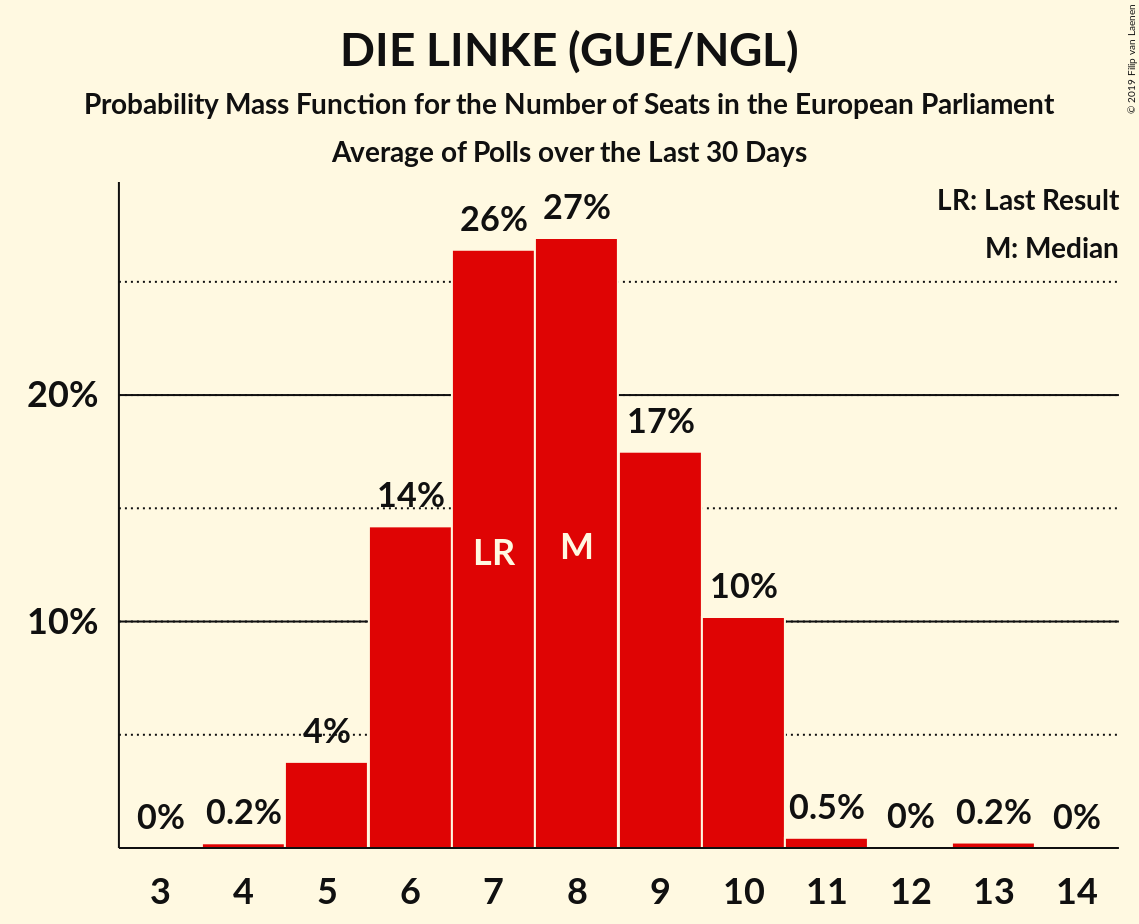 DIE LINKE (GUE/NGL)
Probability Mass Function for the Number of Seats in the European Parliament
Average of Polls over the Last 30 Days
© 2019 Filip van Laenen
LR: Last Result
M: Median
20%
10%
0%
0.2%
4%
14%
26%
27%
17%
10%
0.5%
0%
0.2%
0%
LR
M
3 4 5 6 7 8 9 10 11 12 13 14